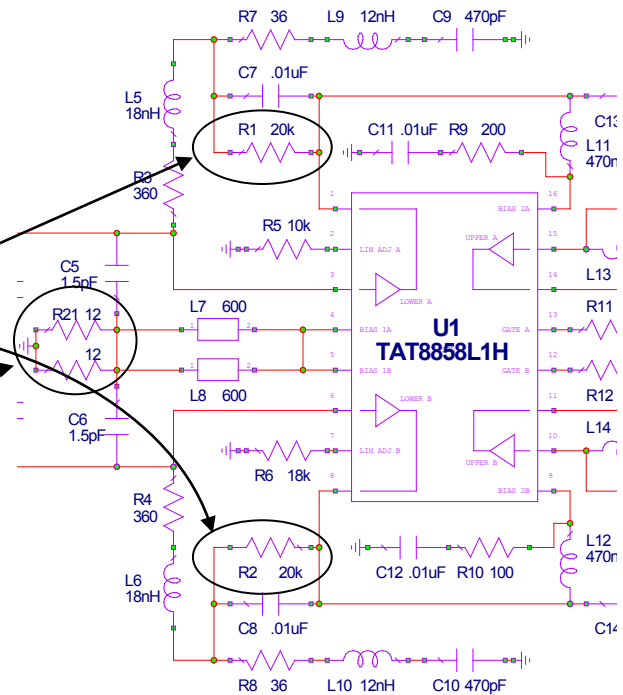 R7 36 L9 12nH C9 470pF
C7 .01uF
L5
18nH
R1 20k
C11 .01uF R9 200
C13
L11
470n
R3
360
1
16
BIAS 2A
R5 10k
2
LIN ADJ A
UPPER A
15
C5
1.5pF
3
LOWER A
14
L13
R21 12
L7 600
1 2
4
BIAS 1A
U1
TAT8858L1H
GATE A
13
R11
12
1 2
5
BIAS 1B
GATE B
12
L8 600
R12
6
LOWER B
11
C6
1.5pF
7
LIN ADJ B
UPPER B
10
L14
R6 18k
8
BIAS 2B
9
R4
360
L12
470n
R2 20k
C12 .01uF R10 100
L6
18nH
C8 .01uF
C14
R8 36 L10 12nH C10 470pF